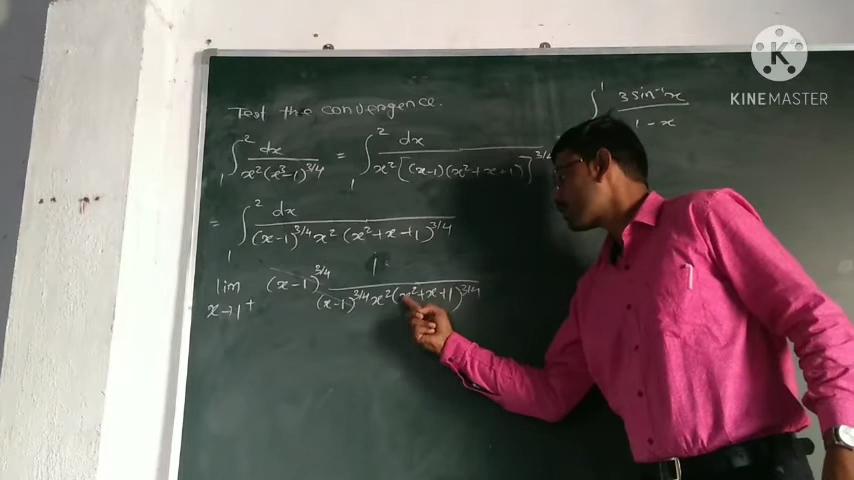 Test the convergence.
∫₁² dx / x²(x³-1)^3/4 = ∫₁² dx / x²[(x-1)(x²+x+1)]^3/4
= ∫₁² dx / (x-1)^3/4 x² (x²+x+1)^3/4
lim x→1⁺ (x-1)^3/4 1 / (x-1)^3/4 x² (x²+x+1)^3/4
∫ ¹ 3 sin⁻¹x / 1-x
K
KINEMASTER